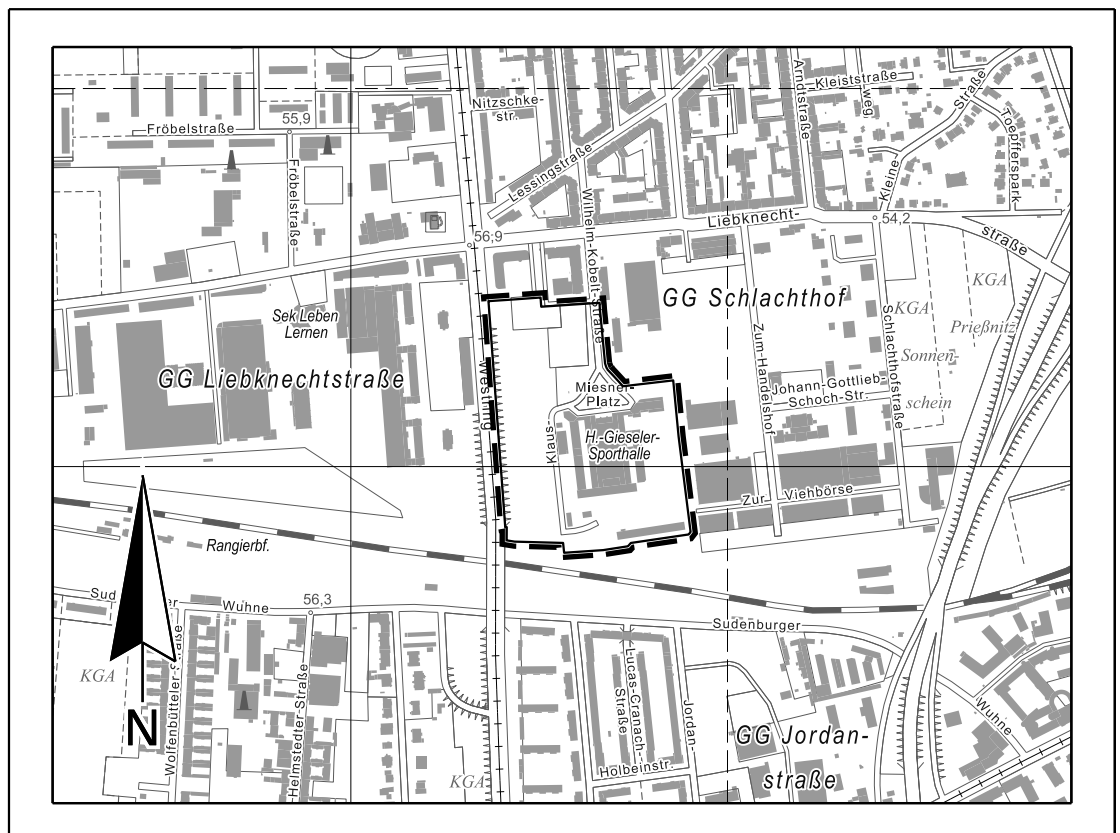 Nitzschke-
str.
Arndtstraße
Kleiststraße
weg
Straße
Kleine
Toepfferspark
55,9
Fröbelstraße
Fröbelstraße
Lessingstraße
Wilhelm-Kobelt-Straße
Liebknecht-
straße
54,2
56,9
KGA
GG Schlachthof
KGA
Prießnitz
Sonnen-
schein
Sek Leben
Lernen
GG Liebknechtstraße
Westring
Zum-Handelshof
Schlachthofstraße
Johann-Gottlieb-
Schoch-Str.
Miesner-
Platz
Klaus-
H.-Gieseler-
Sporthalle
Zur Viehbörse
Rangierbf.
Wuhne
56,3
Sudenburger
Wuhne
KGA
Wolfenbütteler-Straße
Helmstedter-Straße
Lucas-Cranach-
Straße
Jordan-
GG Jordan-
straße
Holbeinstr.
KGA
N